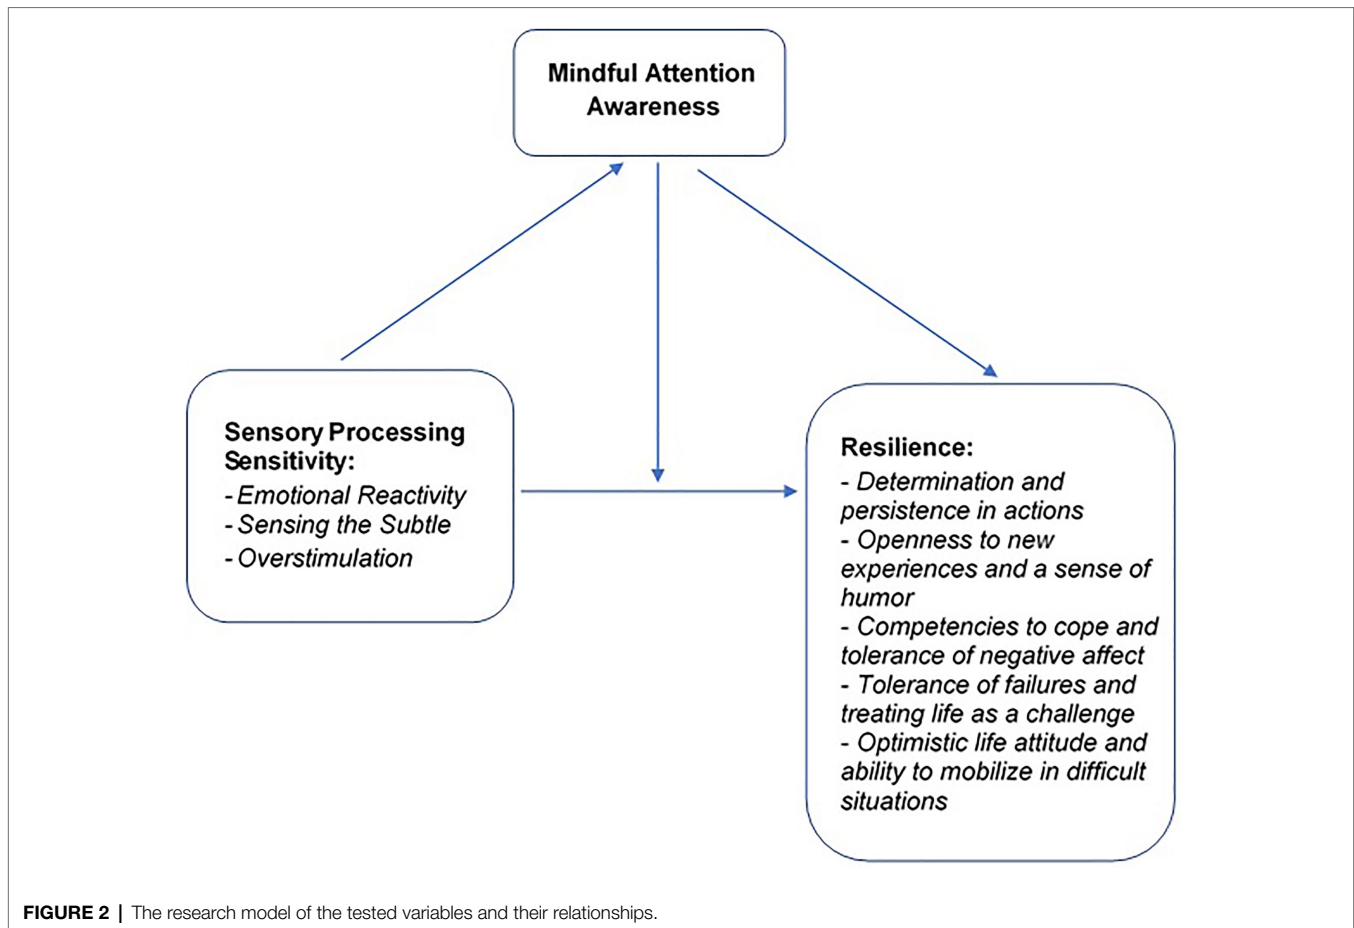 Mindful Attention
Awareness
Sensory Processing
Sensitivity:
- Emotional Reactivity
- Sensing the Subtle
- Overstimulation
Resilience:
- Determination and
persistence in actions
- Openness to new
experiences and a sense of
humor
- Competencies to cope and
tolerance of negative affect
- Tolerance of failures and
treating life as a challenge
- Optimistic life attitude and
ability to mobilize in difficult
situations
FIGURE 2 | The research model of the tested variables and their relationships.